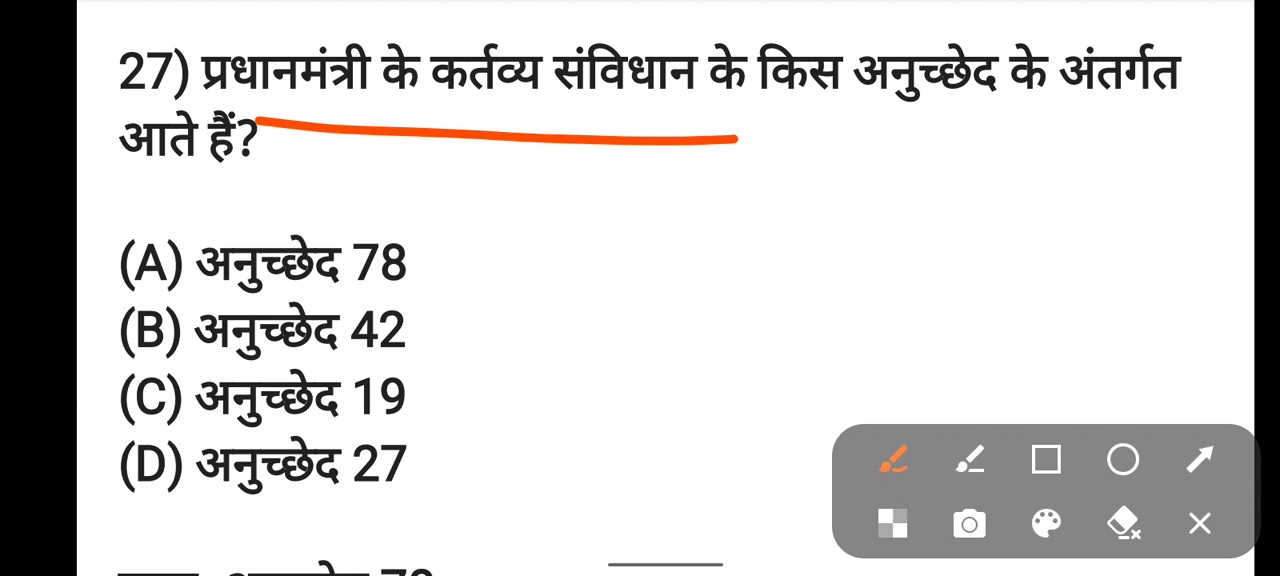 27) प्रधानमंत्री के कर्तव्य संविधान के किस अनुच्छेद के अंतर्गत
आते हैं?
(A) अनुच्छेद 78
(B) अनुच्छेद 42
(C) अनुच्छेद 19
(D) अनुच्छेद 27